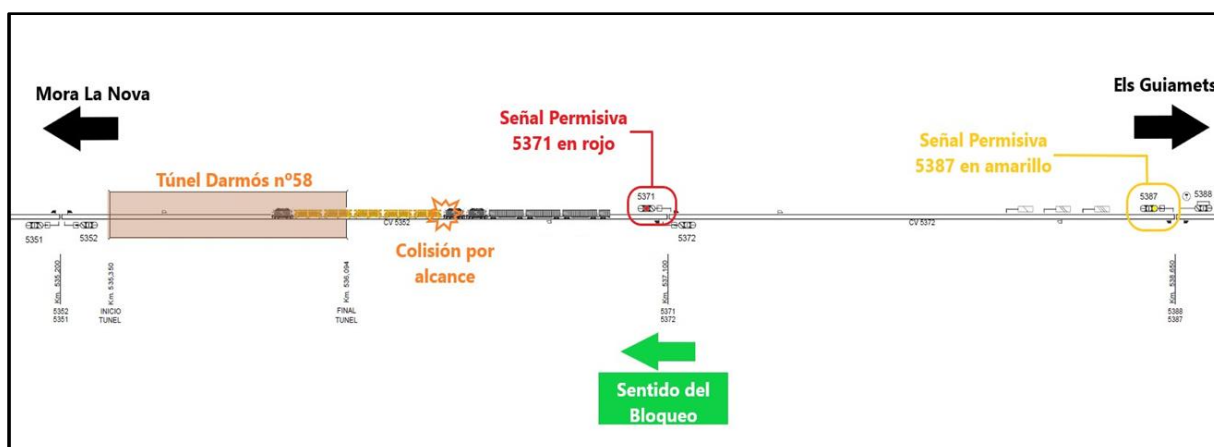 Mora La Nova
Els Guiamets
Señal Permisiva
5371 en rojo
Señal Permisiva
5387 en amarillo
Túnel Darmós nº58
5371
5387
5388
CV 5352
CV 5372
5351
5352
5372
Colisión por
alcance
Km. 535,200
Km. 535,350
Km. 536,094
Km. 537,100
Km. 538,650
5352
5351
INICIO
TUNEL
FINAL
TUNEL
5371
5372
5388
5387
Sentido del
Bloqueo